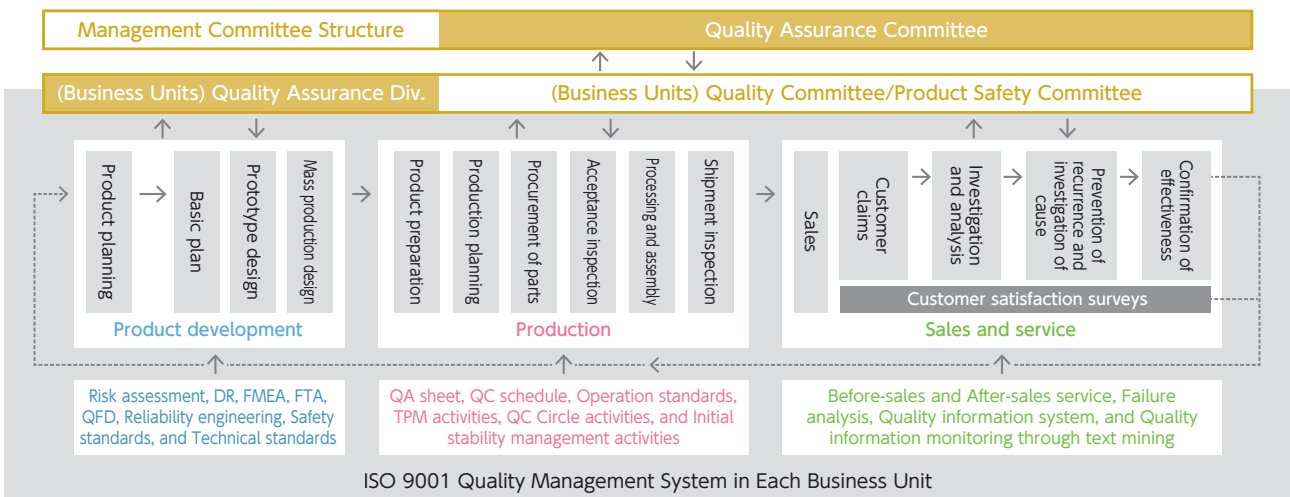 Management Committee Structure
Quality Assurance Committee
(Business Units) Quality Assurance Div.
(Business Units) Quality Committee/Product Safety Committee
Product planning
Basic plan
Prototype design
Mass production design
Product development
Product preparation
Production planning
Procurement of parts
Acceptance inspection
Processing and assembly
Shipment inspection
Production
Sales
Customer
claims
Investigation
and analysis
Prevention of
recurrence and
investigation of
cause
Confirmation of
effectiveness
Customer satisfaction surveys
Sales and service
Risk assessment, DR, FMEA, FTA,
QFD, Reliability engineering, Safety
standards, and Technical standards
QA sheet, QC schedule, Operation standards,
TPM activities, QC Circle activities, and Initial
stability management activities
Before-sales and After-sales service, Failure
analysis, Quality information system, and Quality
information monitoring through text mining
ISO 9001 Quality Management System in Each Business Unit